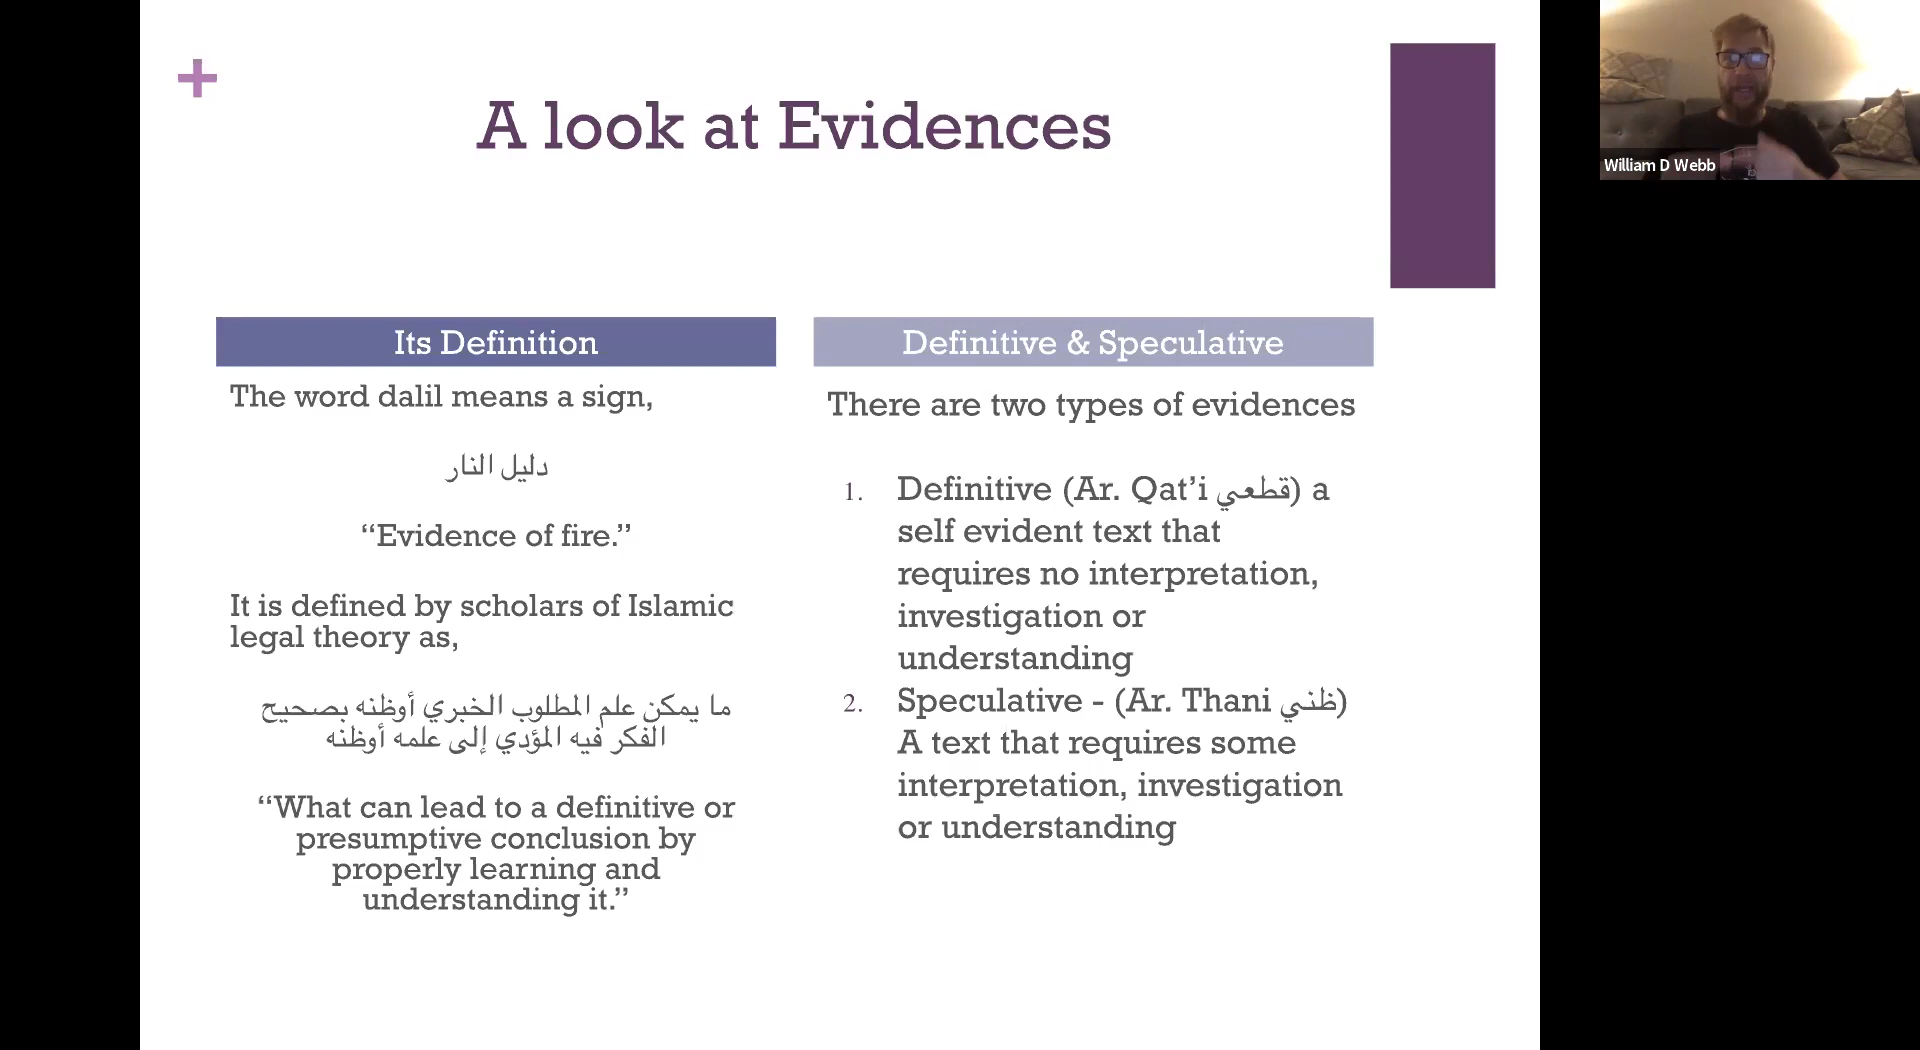 A look at Evidences
Its Definition
The word dalil means a sign,
دليل النار
“Evidence of fire.”
It is defined by scholars of Islamic
legal theory as,
ما يمكن علم المطلوب الخبري أوظنه بصحيح
الفكر فيه المؤدي إلى علمه أوظنه
“What can lead to a definitive or
presumptive conclusion by
properly learning and
understanding it.”
Definitive & Speculative
There are two types of evidences
1. Definitive (Ar. Qat’i قطعي) a
self evident text that
requires no interpretation,
investigation or
understanding
2. Speculative - (Ar. Thani ظني)
A text that requires some
interpretation, investigation
or understanding
William D Webb